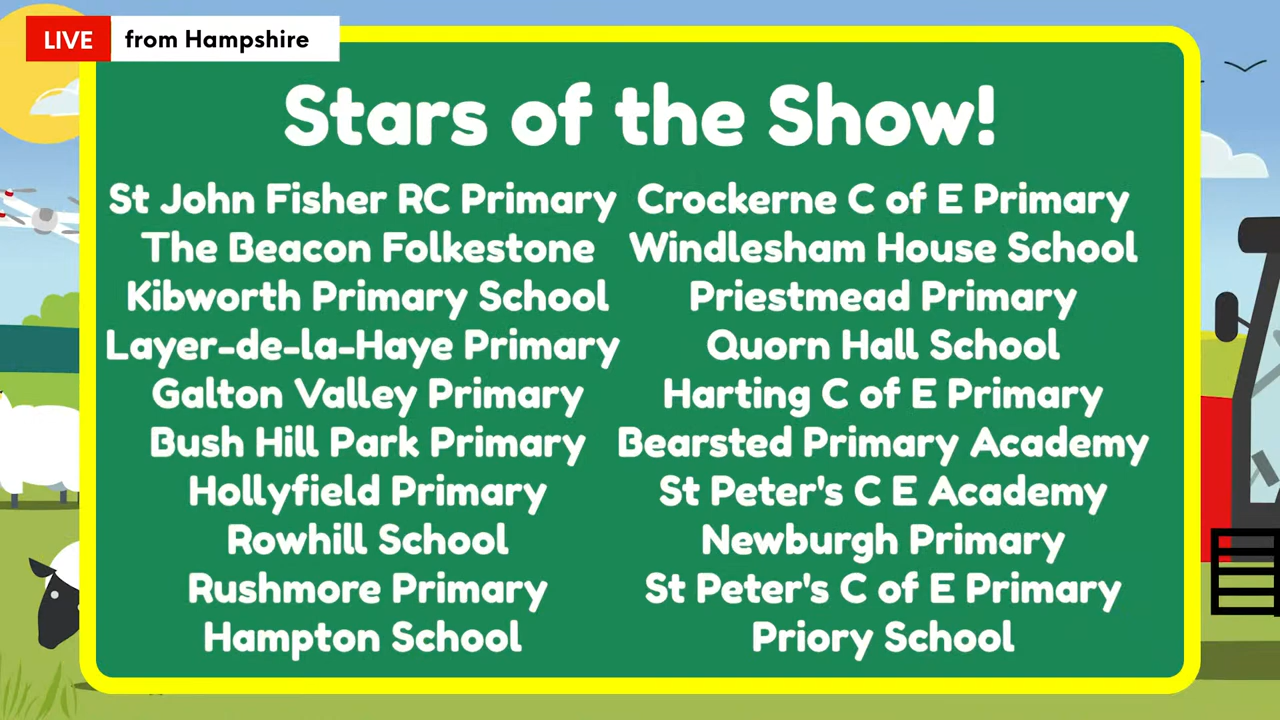 LIVE from Hampshire
Stars of the Show!
St John Fisher RC Primary
The Beacon Folkestone
Kibworth Primary School
Layer-de-la-Haye Primary
Galton Valley Primary
Bush Hill Park Primary
Hollyfield Primary
Rowhill School
Rushmore Primary
Hampton School
Crockerne C of E Primary
Windlesham House School
Priestmead Primary
Quorn Hall School
Harting C of E Primary
Bearsted Primary Academy
St Peter's C E Academy
Newburgh Primary
St Peter's C of E Primary
Priory School